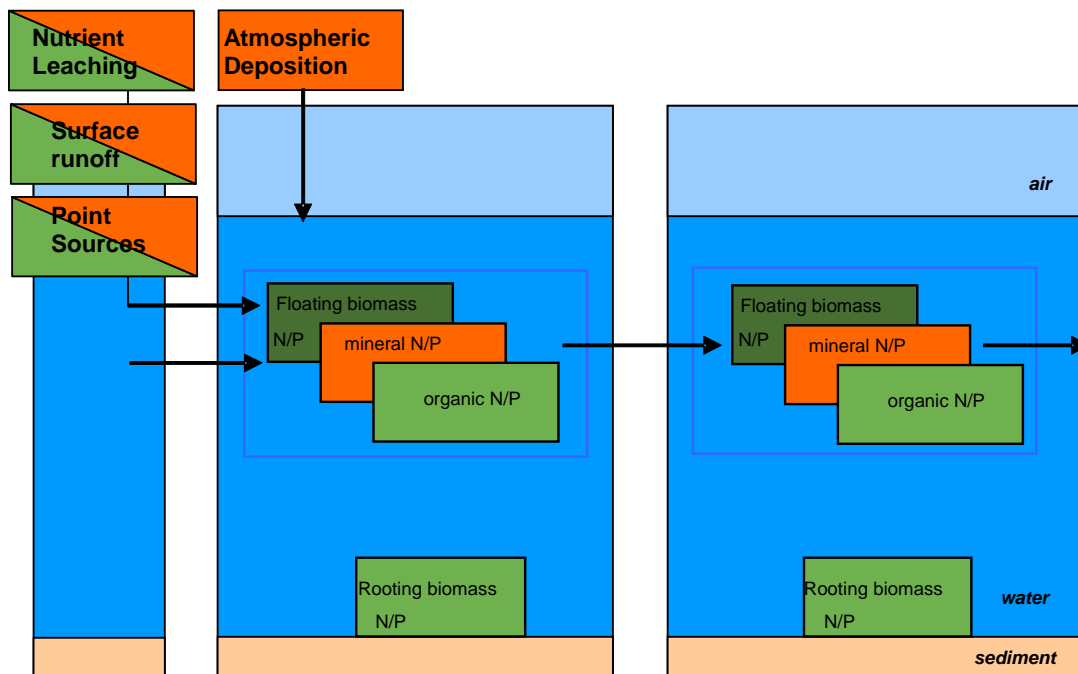 Nutrient
Leaching
Atmospheric
Deposition
Surface
runoff
Point
Sources
air
Floating biomass
N/P
mineral N/P
organic N/P
Floating biomass
N/P
mineral N/P
organic N/P
Rooting biomass
N/P
Rooting biomass
N/P
water
sediment